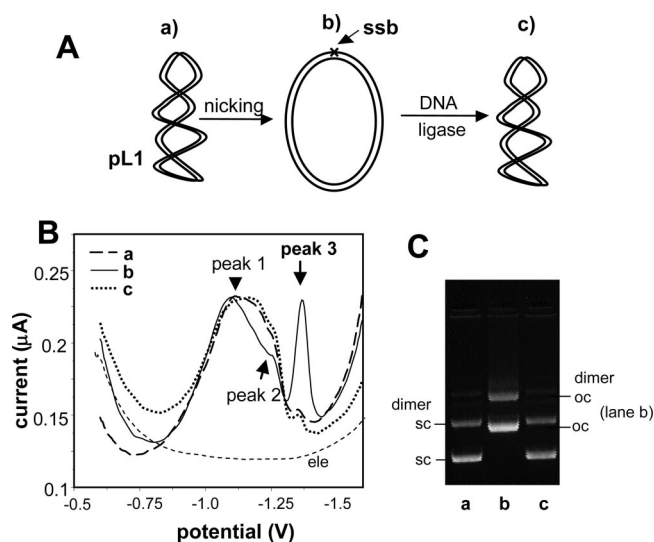 A
a)
b)
c)
ssb
nicking
DNA
ligase
pL1
B
a
b
c
peak 1
peak 3
peak 2
ele
0.25
0.2
0.15
0.1
current (μA)
-0.5
-0.75
-1.0
-1.25
-1.5
potential (V)
C
dimer
sc
sc
dimer
oc
oc
(lane b)
a
b
c